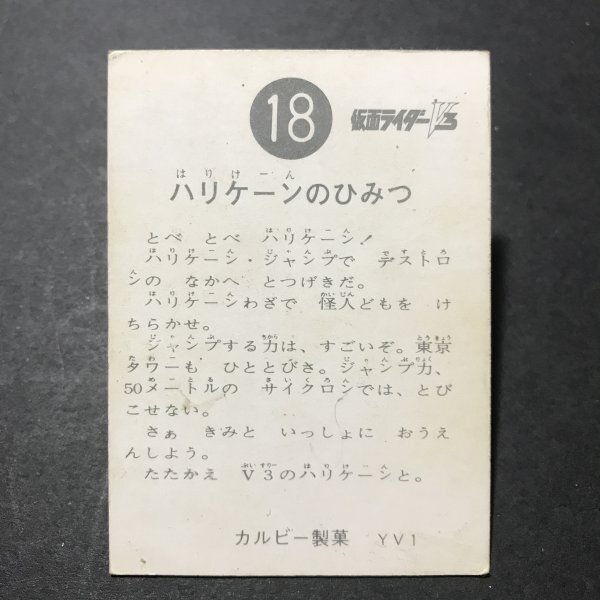 18
仮面ライダーV3
はりけーん
ハリケーンのひみつ
とべ とべ ハリケーン!
ハリケーン・ジャンプで デストロ
ンの なかへ とつげきだ。
ハリケーンわざで 怪人どもを け
ちらかせ。
ジャンプする力は、すごいぞ。東京
タワーも ひととびさ。ジャンプ力、
50メートルの サイクロンでは、とび
こせない。
さぁ きみと いっしょに おうえ
んしよう。
たたかえ V3のハリケーンと。
カルビー製菓 YV1